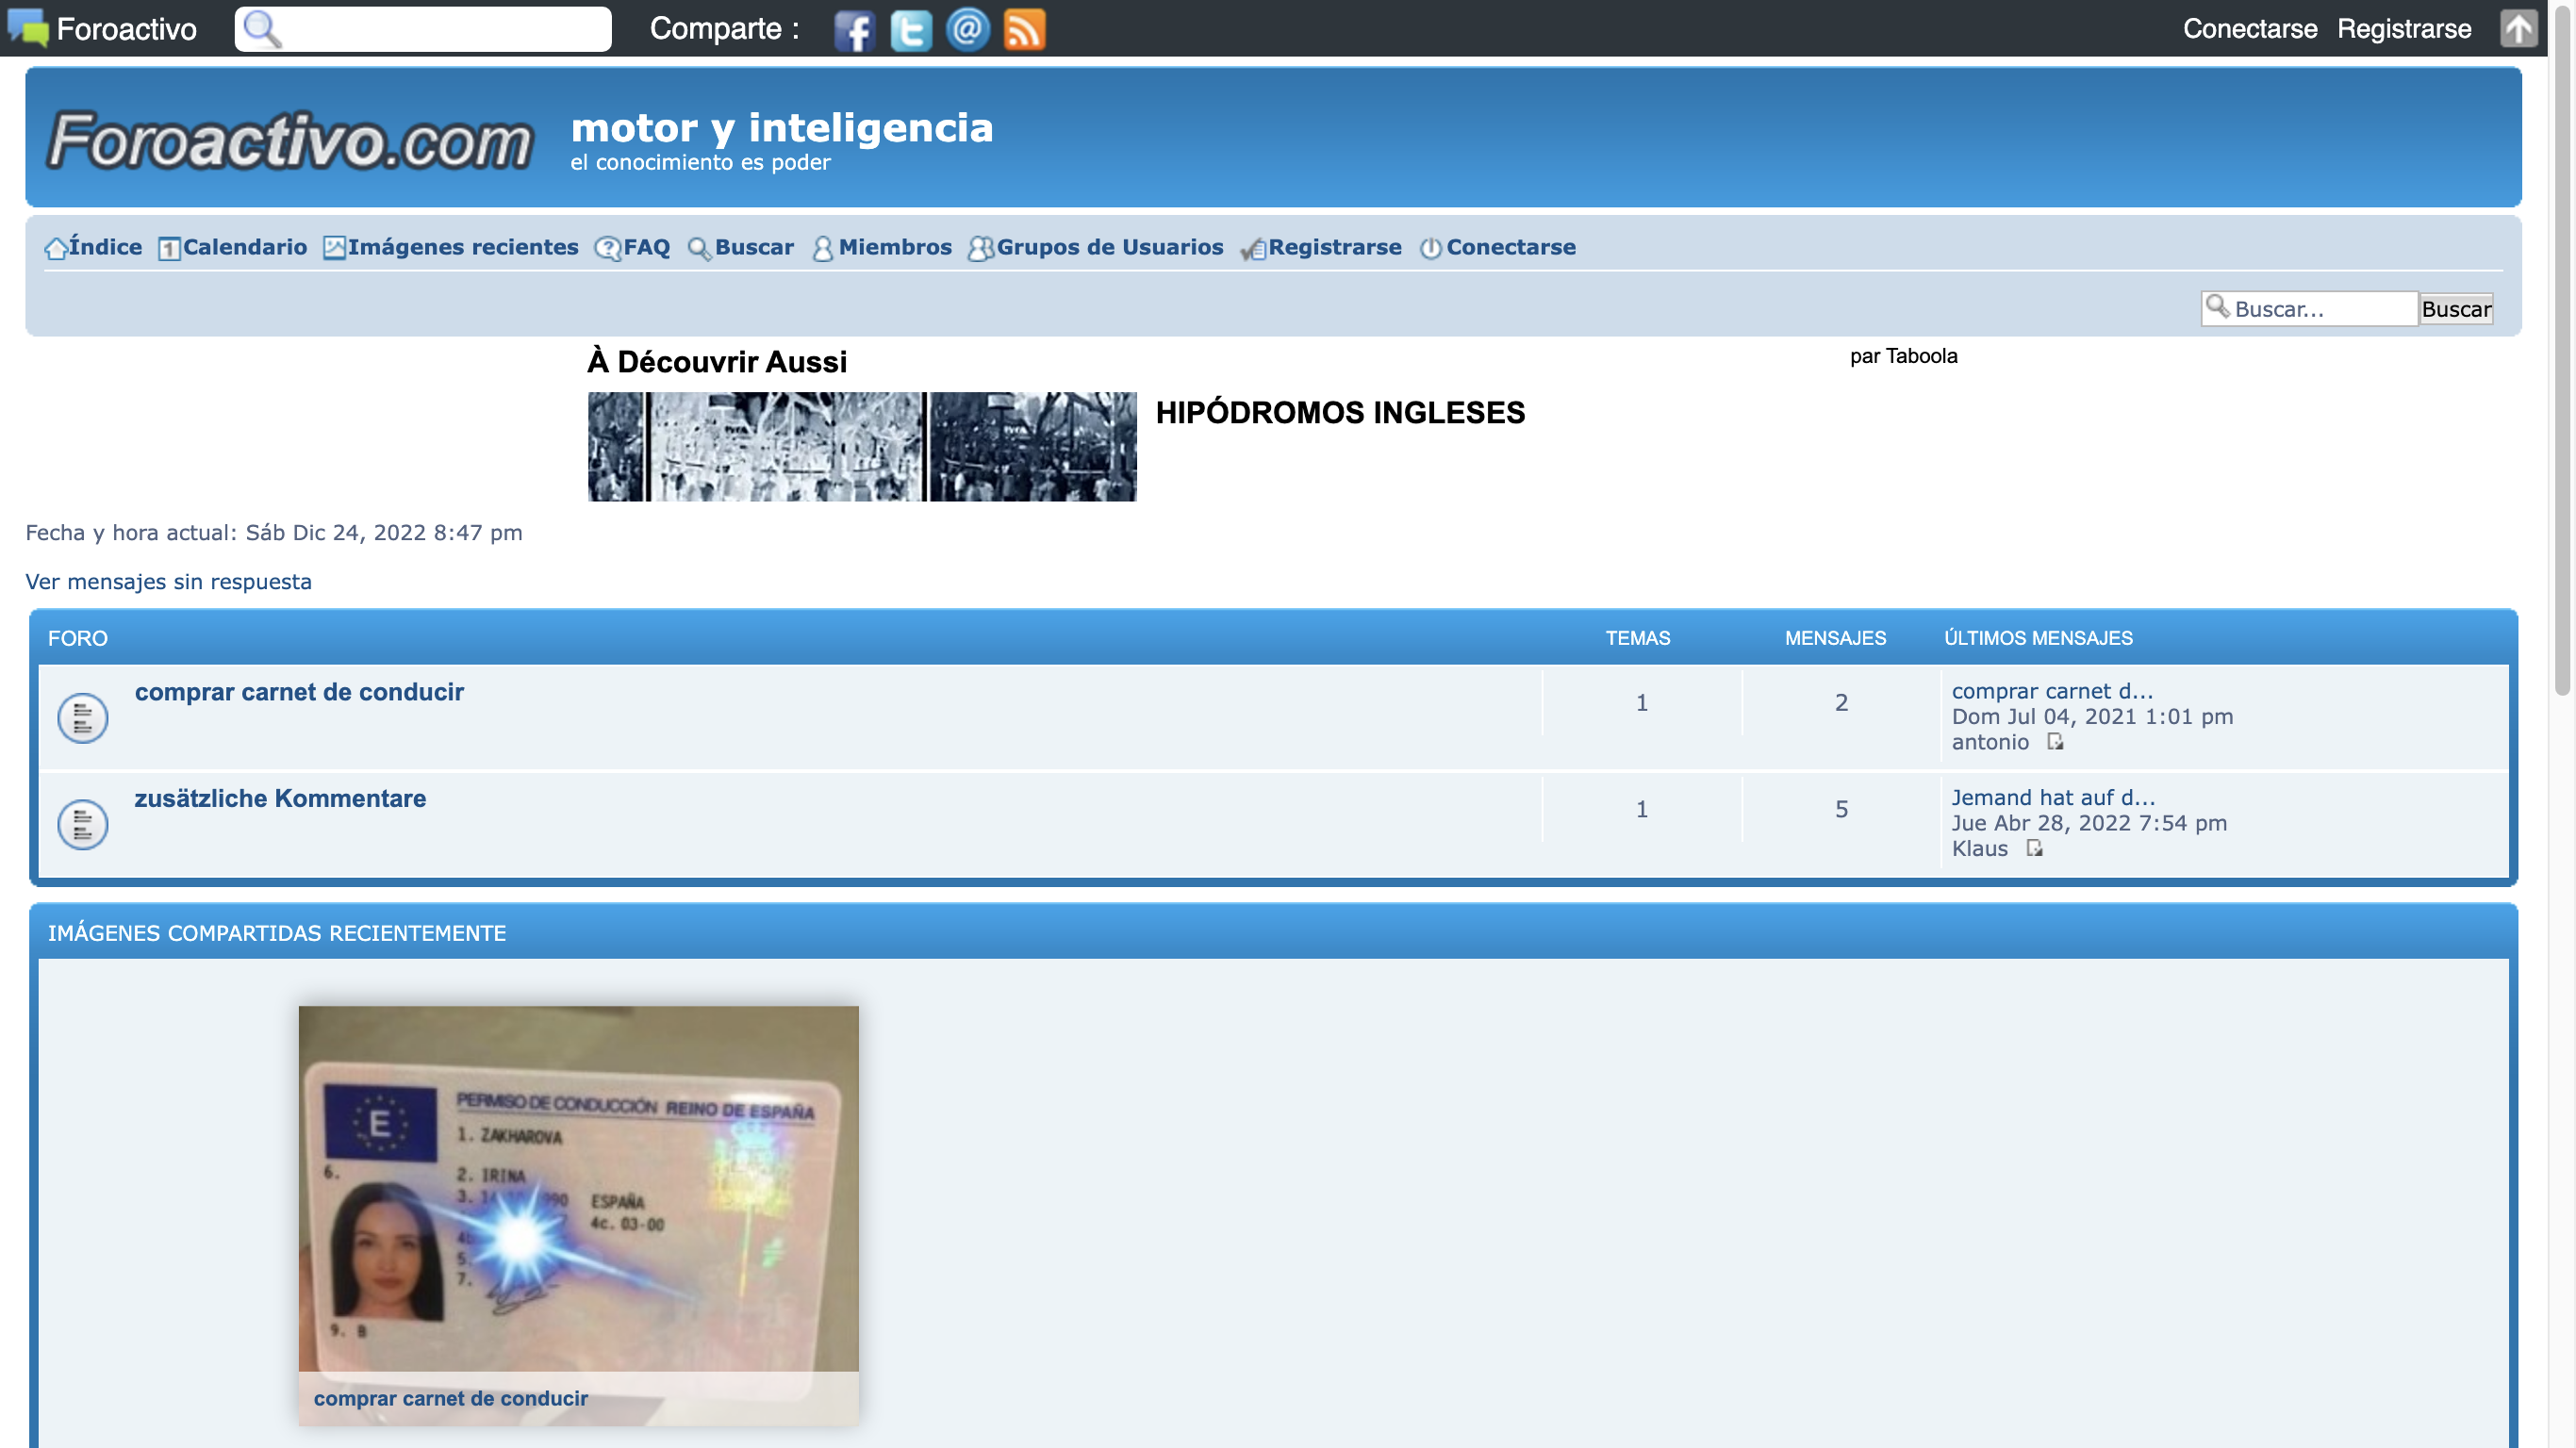 Foroactivo
Comparte :
Conectarse Registrarse
Foroactivo.com
motor y inteligencia
el conocimiento es poder
Índice Calendario Imágenes recientes FAQ Buscar Miembros Grupos de Usuarios Registrarse Conectarse
Buscar... Buscar
À Découvrir Aussi
par Taboola
HIPÓDROMOS INGLESES
Fecha y hora actual: Sáb Dic 24, 2022 8:47 pm
Ver mensajes sin respuesta
FORO TEMAS MENSAJES ÚLTIMOS MENSAJES
comprar carnet de conducir 1 2 comprar carnet d...
Dom Jul 04, 2021 1:01 pm
antonio
zusätzliche Kommentare 1 5 Jemand hat auf d...
Jue Abr 28, 2022 7:54 pm
Klaus
IMÁGENES COMPARTIDAS RECIENTEMENTE
E
PERMISO DE CONDUCCIÓN REINO DE ESPAÑA
1. ZAKHAROVA
2. IRINA
3. ESPAÑA
4c. 03-00
5.
6.
7.
9. B
comprar carnet de conducir